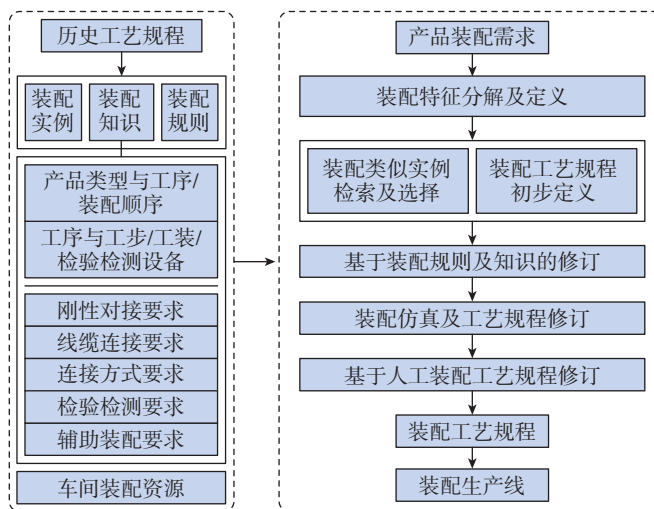 历史工艺规程
装配
实例
装配
知识
装配
规则
产品类型与工序/
装配顺序
工序与工步/工装/
检验检测设备
刚性对接要求
线缆连接要求
连接方式要求
检验检测要求
辅助装配要求
车间装配资源
产品装配需求
装配特征分解及定义
装配类似实例
检索及选择
装配工艺规程
初步定义
基于装配规则及知识的修订
装配仿真及工艺规程修订
基于人工装配工艺规程修订
装配工艺规程
装配生产线